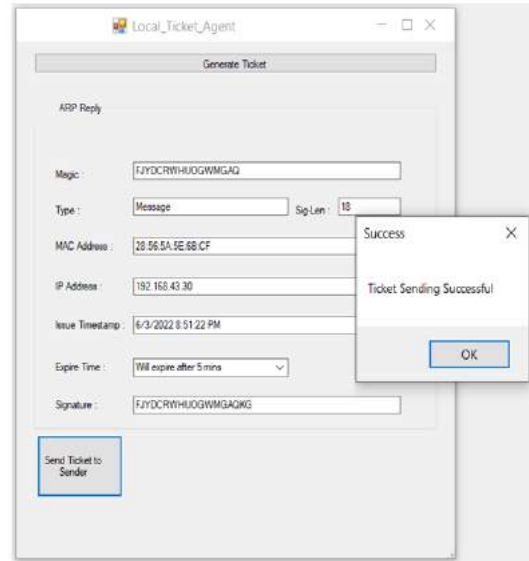 Local_Ticket_Agent
Generate Ticket
ARP Reply
Magic : FJYDCRWHUOGWMGAQ
Type : Message Sig-Len : 18
MAC Address : 28:56:5A:5E:6B:CF
IP Address : 192.168.43.30
Issue Timestamp : 6/3/2022 8:51:22 PM
Expire Time : Will expire after 5 mins
Signature : FJYDCRWHUOGWMGAQKG
Send Ticket to
Sender
Success
Ticket Sending Successful
OK